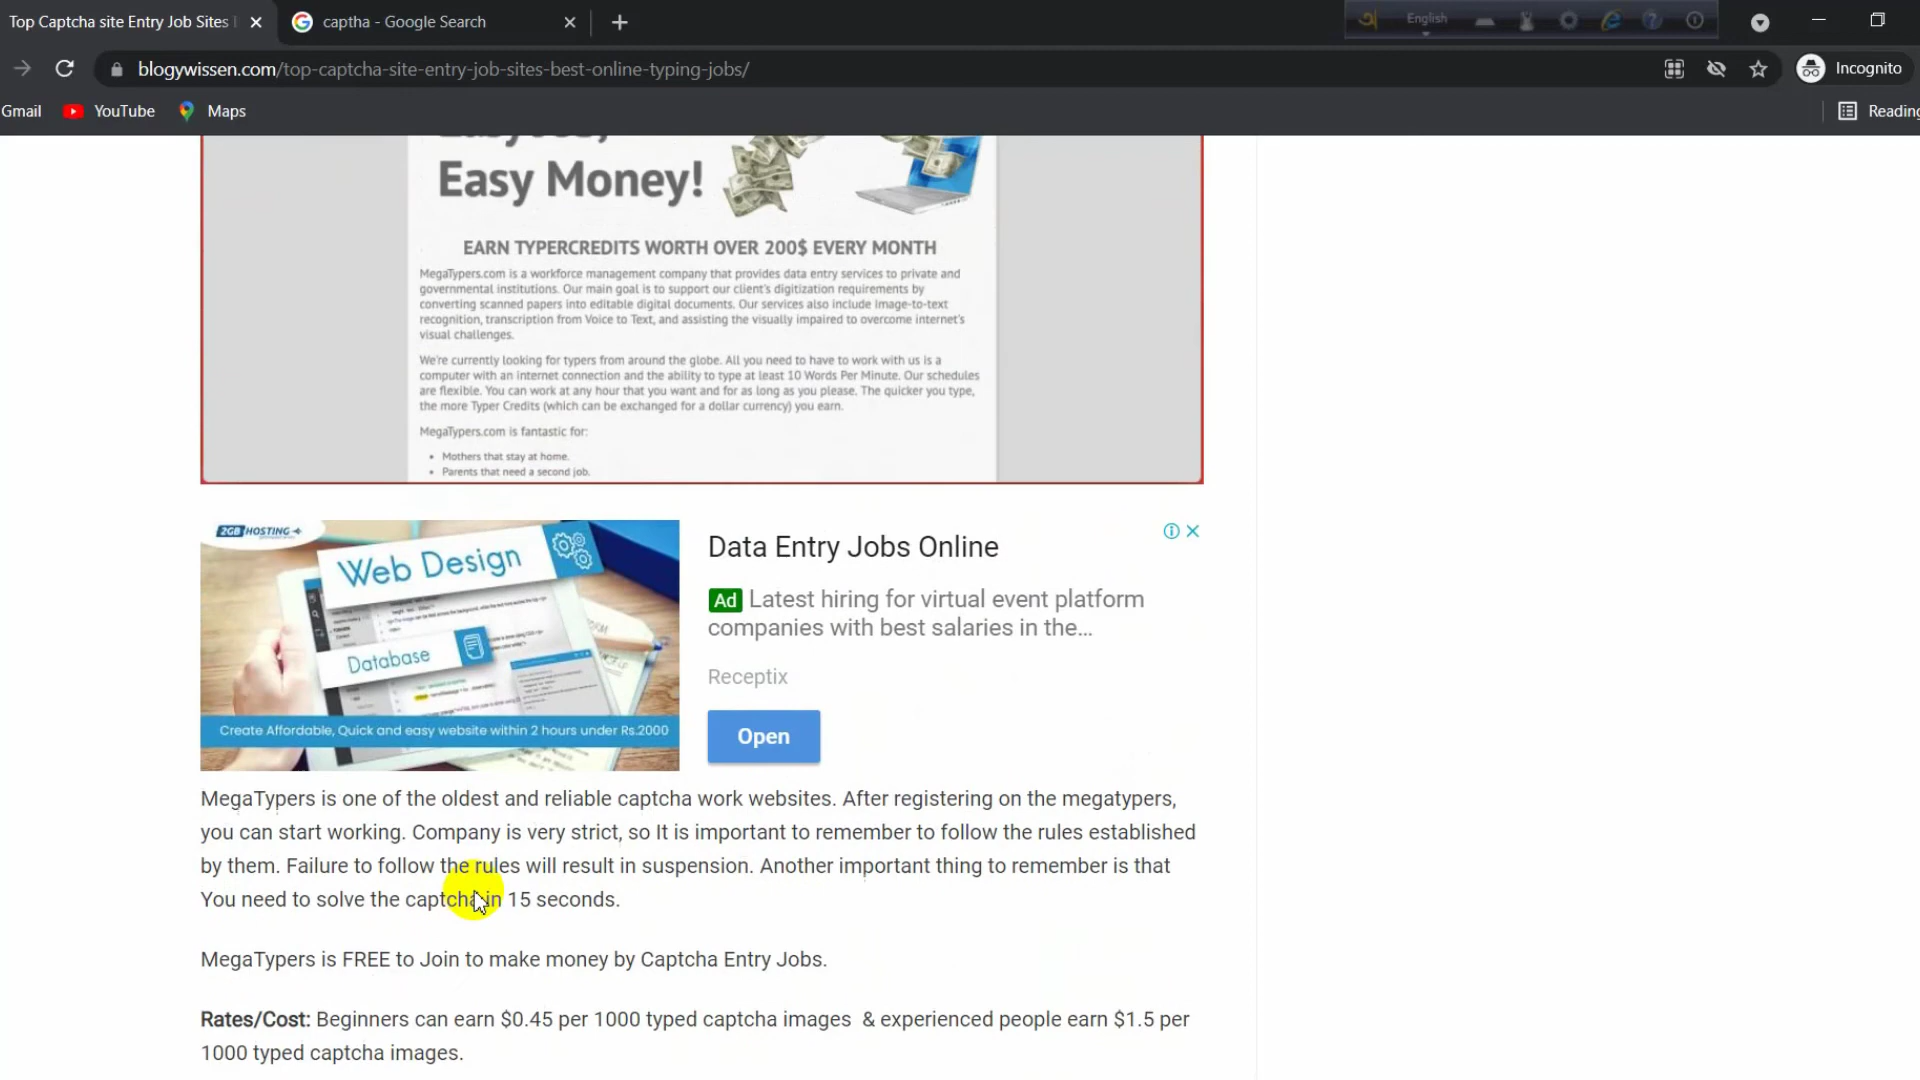 Top Captcha site Entry Job Sites
captha - Google Search
English
blogywissen.com/top-captcha-site-entry-job-sites-best-online-typing-jobs/
Incognito
Gmail
YouTube
Maps
Reading
Easy Money!
EARN TYPERCREDITS WORTH OVER 200$ EVERY MONTH
MegaTypers.com is a workforce management company that provides data entry services to private and
governmental institutions. Our main goal is to support our client's digitization requirements by
converting scanned papers into editable digital documents. Our services also include image-to-text
recognition, transcription from Voice to Text, and assisting the visually impaired to overcome internet's
visual challenges.
We're currently looking for typers from around the globe. All you need to have to work with us is a
computer with an internet connection and the ability to type at least 10 Words Per Minute. Our schedules
are flexible. You can work at any hour that you want and for as long as you please. The quicker you type,
the more Typer Credits (which can be exchanged for a dollar currency) you earn.
MegaTypers.com is fantastic for:
• Mothers that stay at home.
• Parents that need a second job.
2GB HOSTING
Web Design
Database
Create Affordable, Quick and easy website within 2 hours under Rs.2000
Data Entry Jobs Online
Ad Latest hiring for virtual event platform
companies with best salaries in the...
Receptix
Open
MegaTypers is one of the oldest and reliable captcha work websites. After registering on the megatypers,
you can start working. Company is very strict, so It is important to remember to follow the rules established
by them. Failure to follow the rules will result in suspension. Another important thing to remember is that
You need to solve the captcha in 15 seconds.
MegaTypers is FREE to Join to make money by Captcha Entry Jobs.
Rates/Cost: Beginners can earn $0.45 per 1000 typed captcha images & experienced people earn $1.5 per
1000 typed captcha images.